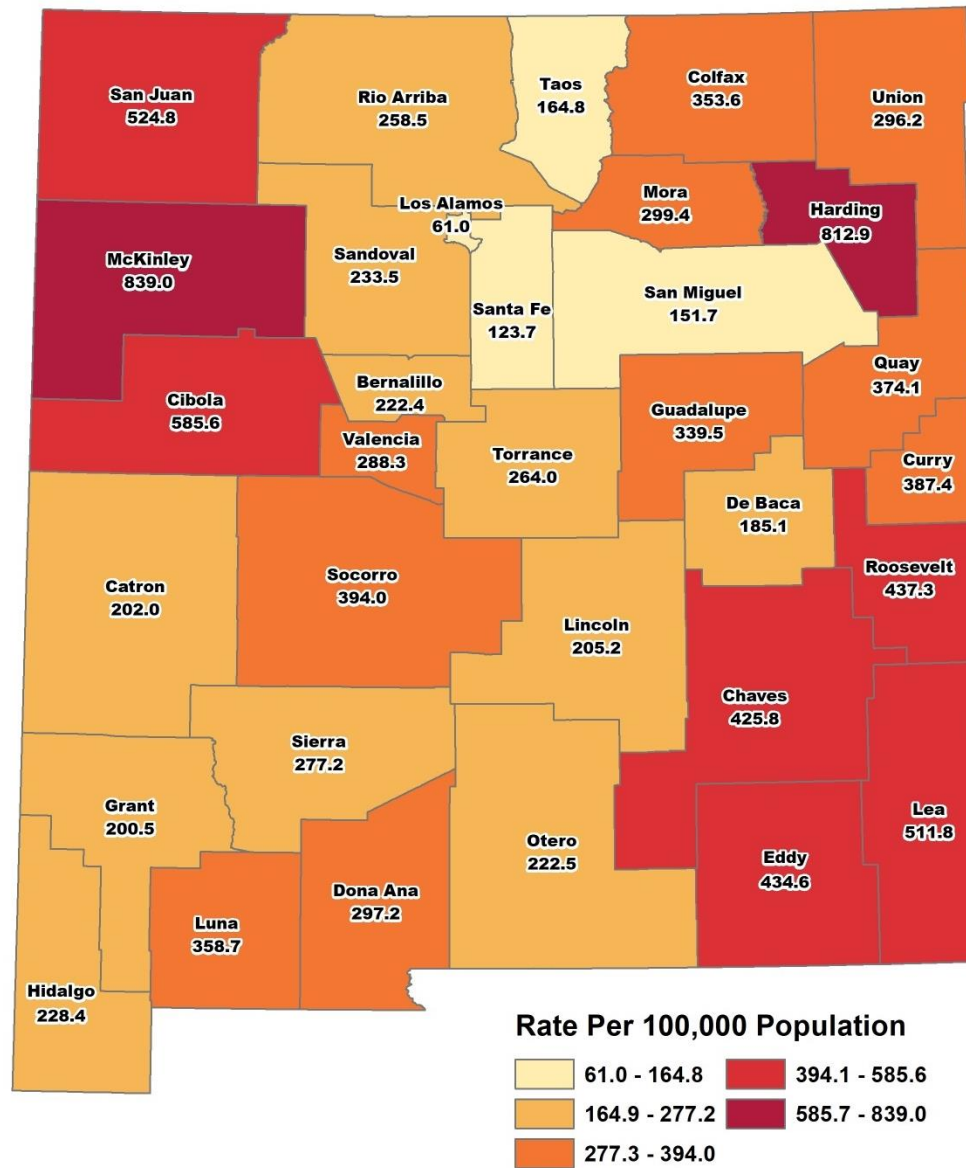 San Juan
524.8
Rio Arriba
258.5
Taos
164.8
Colfax
353.6
Union
296.2
Los Alamos
61.0
Mora
299.4
Harding
812.9
McKinley
839.0
Sandoval
233.5
Santa Fe
123.7
San Miguel
151.7
Quay
374.1
Cibola
585.6
Bernalillo
222.4
Guadalupe
339.5
Valencia
288.3
Torrance
264.0
Curry
387.4
De Baca
185.1
Catron
202.0
Socorro
394.0
Roosevelt
437.3
Lincoln
205.2
Chaves
425.8
Sierra
277.2
Grant
200.5
Otero
222.5
Eddy
434.6
Lea
511.8
Luna
358.7
Dona Ana
297.2
Hidalgo
228.4
Rate Per 100,000 Population
61.0 - 164.8
164.9 - 277.2
277.3 - 394.0
394.1 - 585.6
585.7 - 839.0